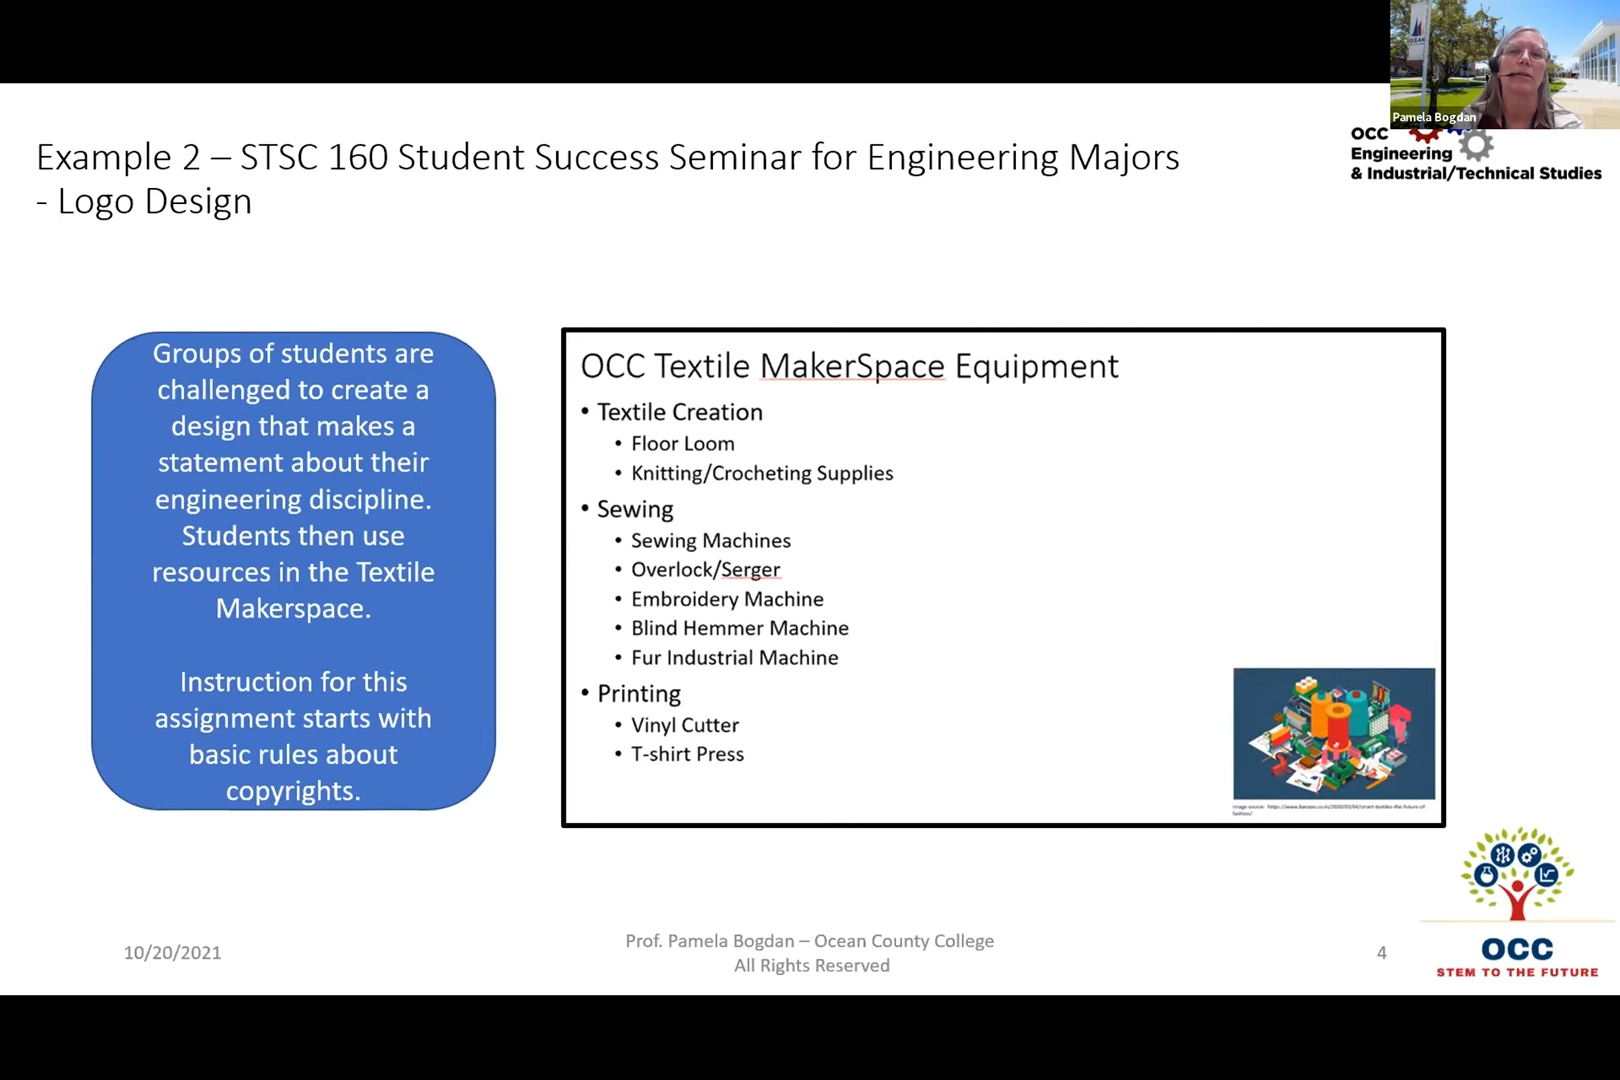 Pamela Bogdan
OCC
Engineering
& Industrial/Technical Studies
Example 2 – STSC 160 Student Success Seminar for Engineering Majors
- Logo Design
Groups of students are
challenged to create a
design that makes a
statement about their
engineering discipline.
Students then use
resources in the Textile
Makerspace.
Instruction for this
assignment starts with
basic rules about
copyrights.
OCC Textile MakerSpace Equipment
• Textile Creation
• Floor Loom
• Knitting/Crocheting Supplies
• Sewing
• Sewing Machines
• Overlock/Serger
• Embroidery Machine
• Blind Hemmer Machine
• Fur Industrial Machine
• Printing
• Vinyl Cutter
• T-shirt Press
10/20/2021
Prof. Pamela Bogdan – Ocean County College
All Rights Reserved
4
OCC
STEM TO THE FUTURE